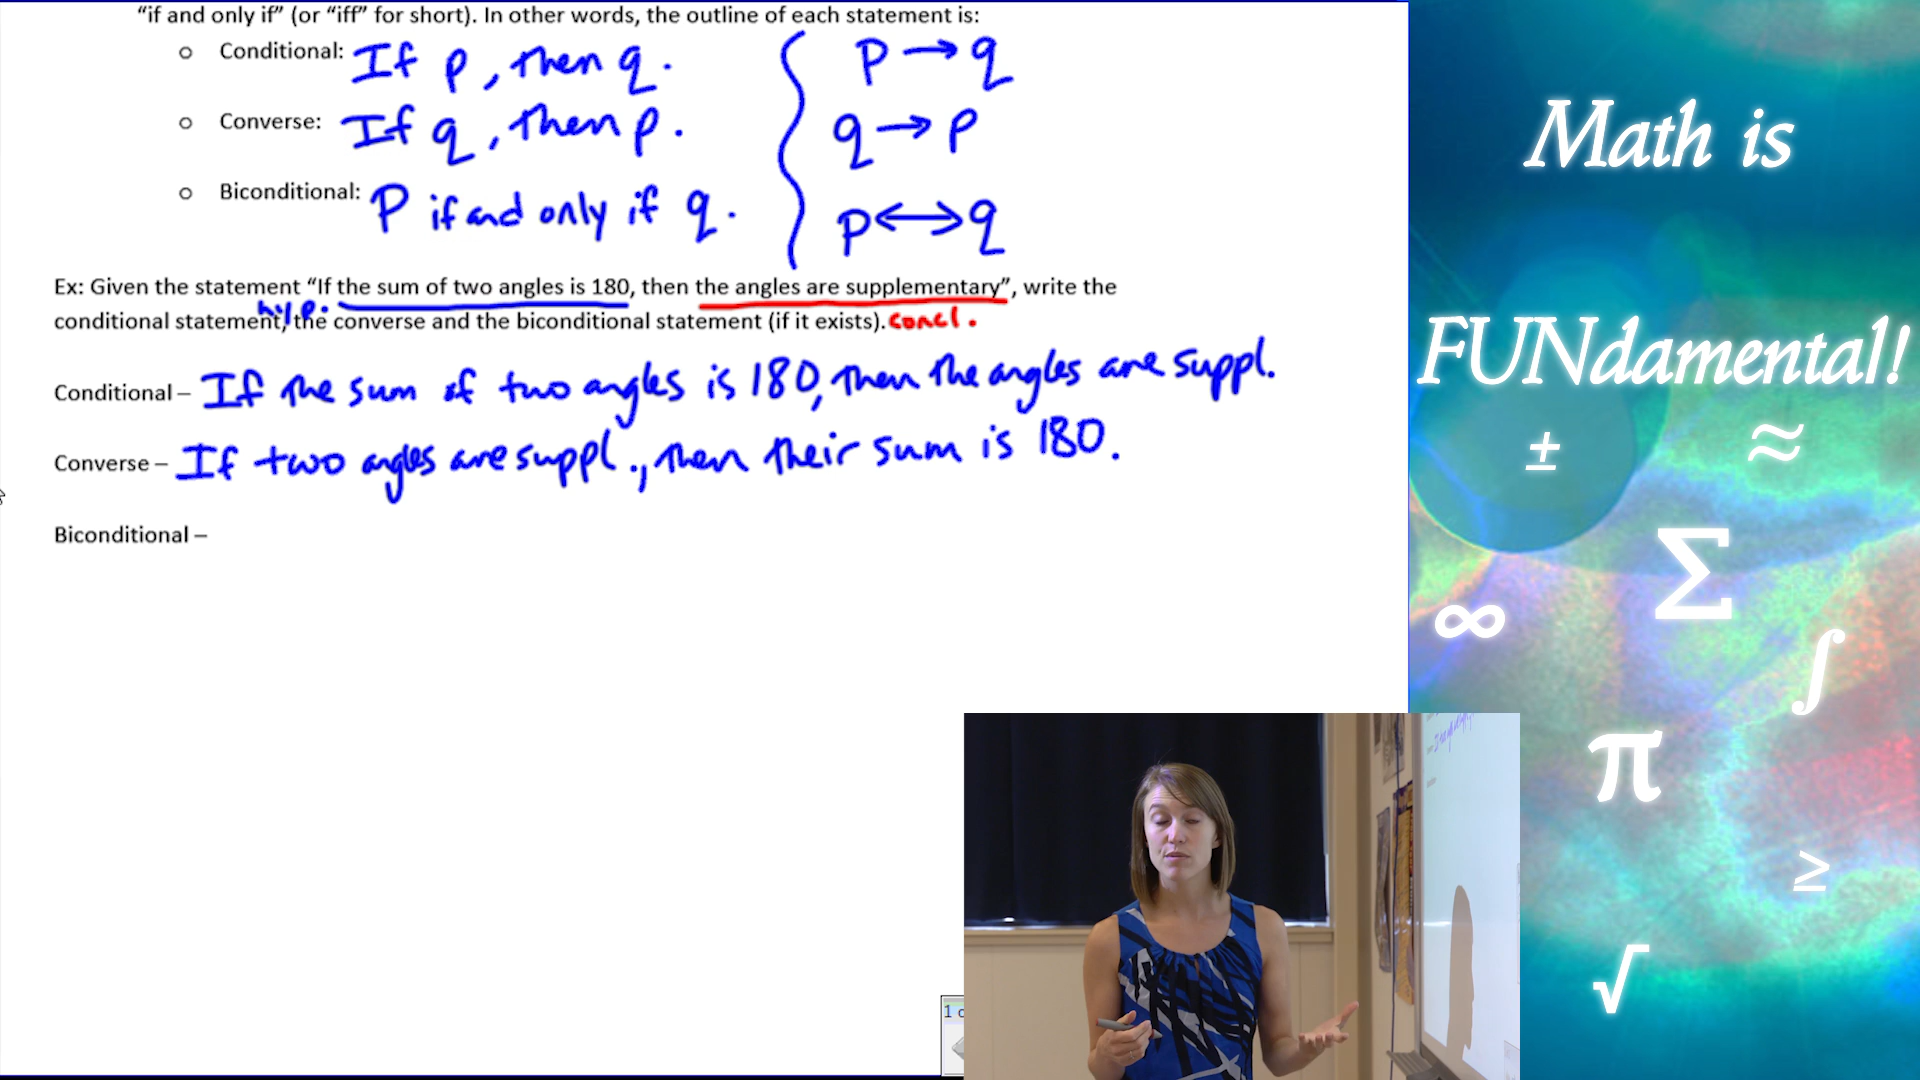 “if and only if” (or “iff” for short). In other words, the outline of each statement is:
o Conditional: If p, then q. p → q
o Converse: If q, then p. q → p
o Biconditional: P if and only if q. p ↔ q
Ex: Given the statement “If the sum of two angles is 180, then the angles are supplementary”, write the
hyp.
conditional statement, the converse and the biconditional statement (if it exists). concl.
Conditional – If the sum of two angles is 180, then the angles are suppl.
Converse – If two angles are suppl., then their sum is 180.
Biconditional –
Math is
FUNdamental!
± ≈
Σ
∞
∫
π
≥
√
1